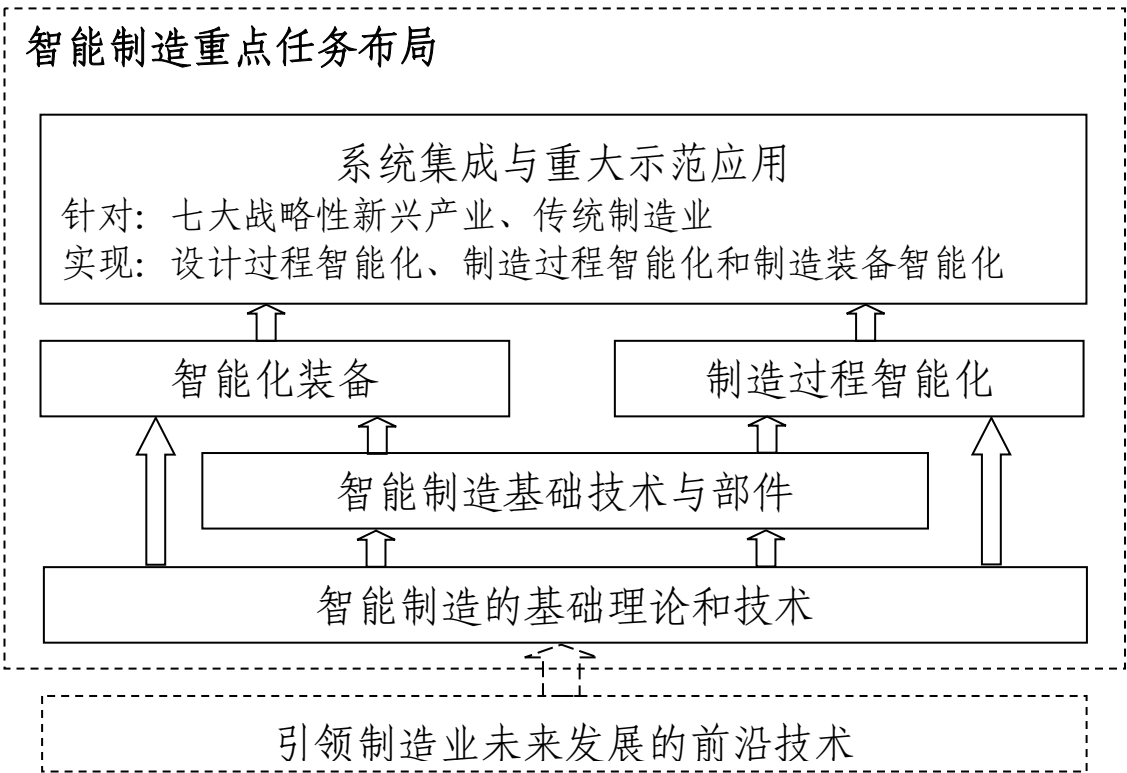 智能制造重点任务布局
系统集成与重大示范应用
针对：七大战略性新兴产业、传统制造业
实现：设计过程智能化、制造过程智能化和制造装备智能化
智能化装备
制造过程智能化
智能制造基础技术与部件
智能制造的基础理论和技术
引领制造业未来发展的前沿技术